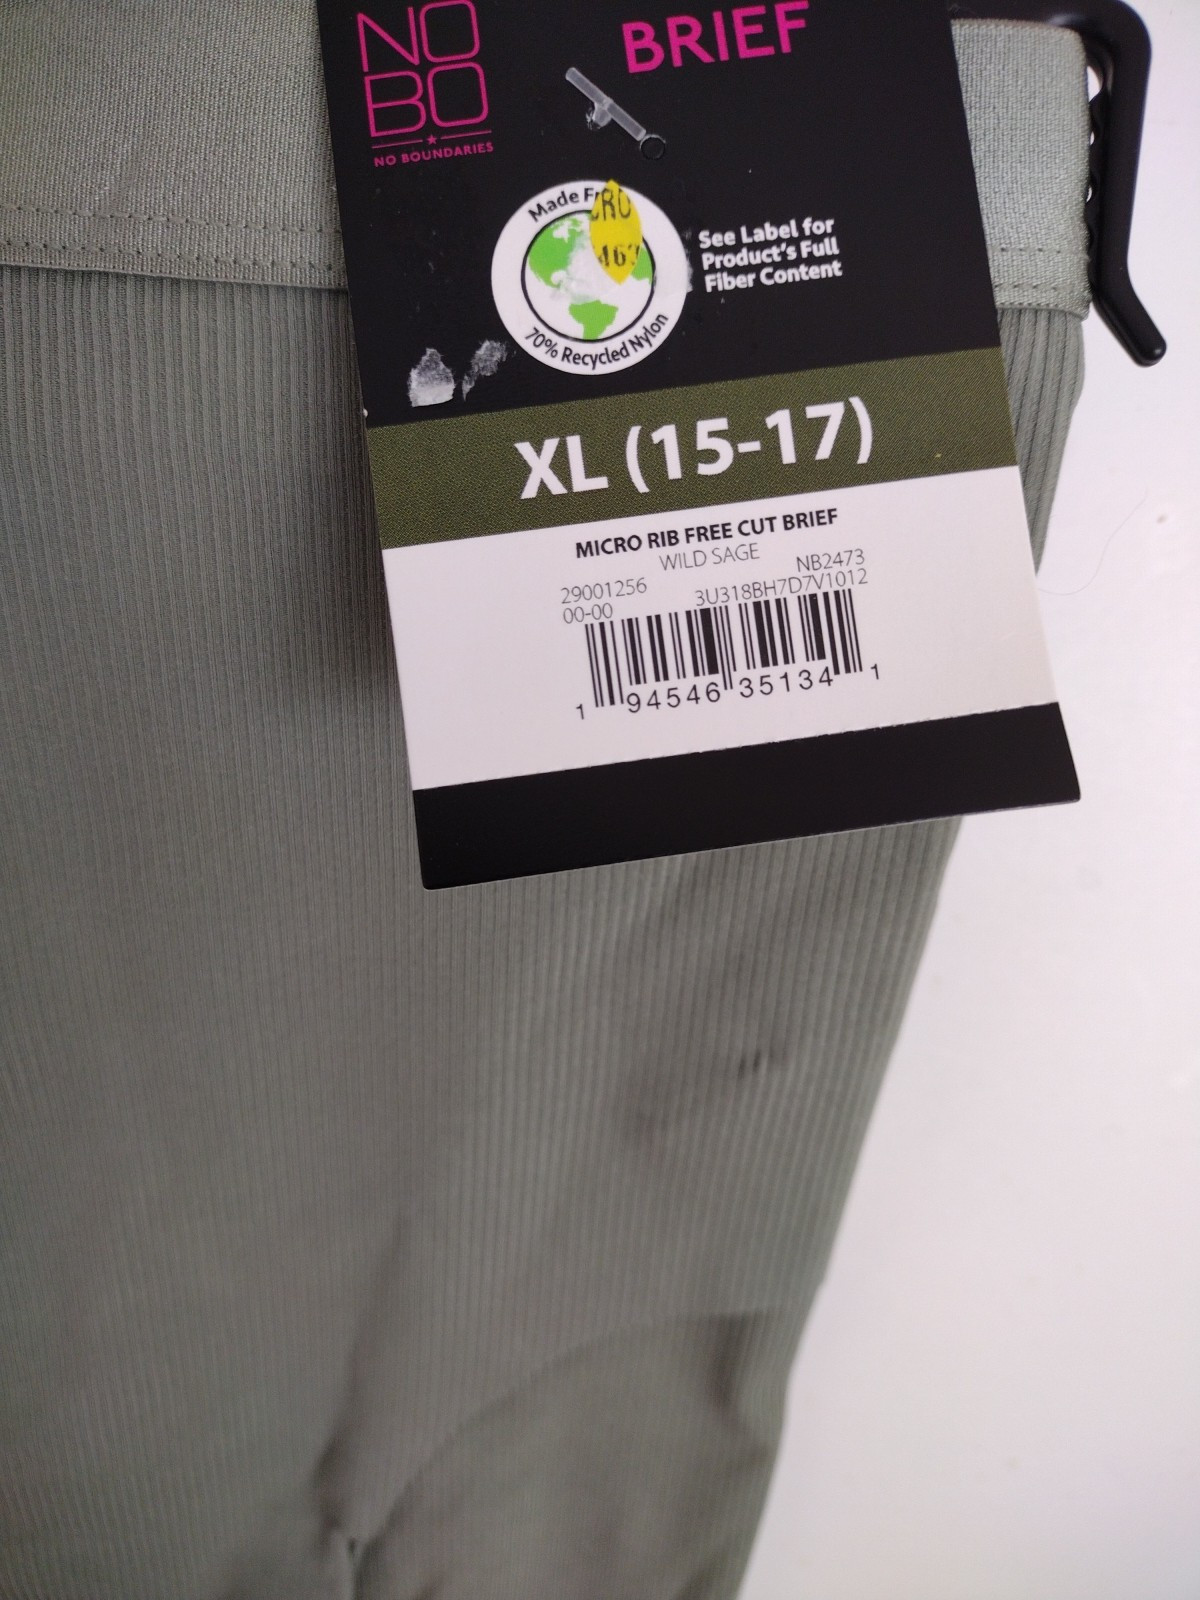 NO
BO
NO BOUNDARIES
BRIEF
Made
70% Recycled Nylon
See Label for
Product's Full
Fiber Content
XL (15-17)
MICRO RIB FREE CUT BRIEF
WILD SAGE
29001256 NB2473
00-00 3U318BH7D7V1012
1 94546 35134 1